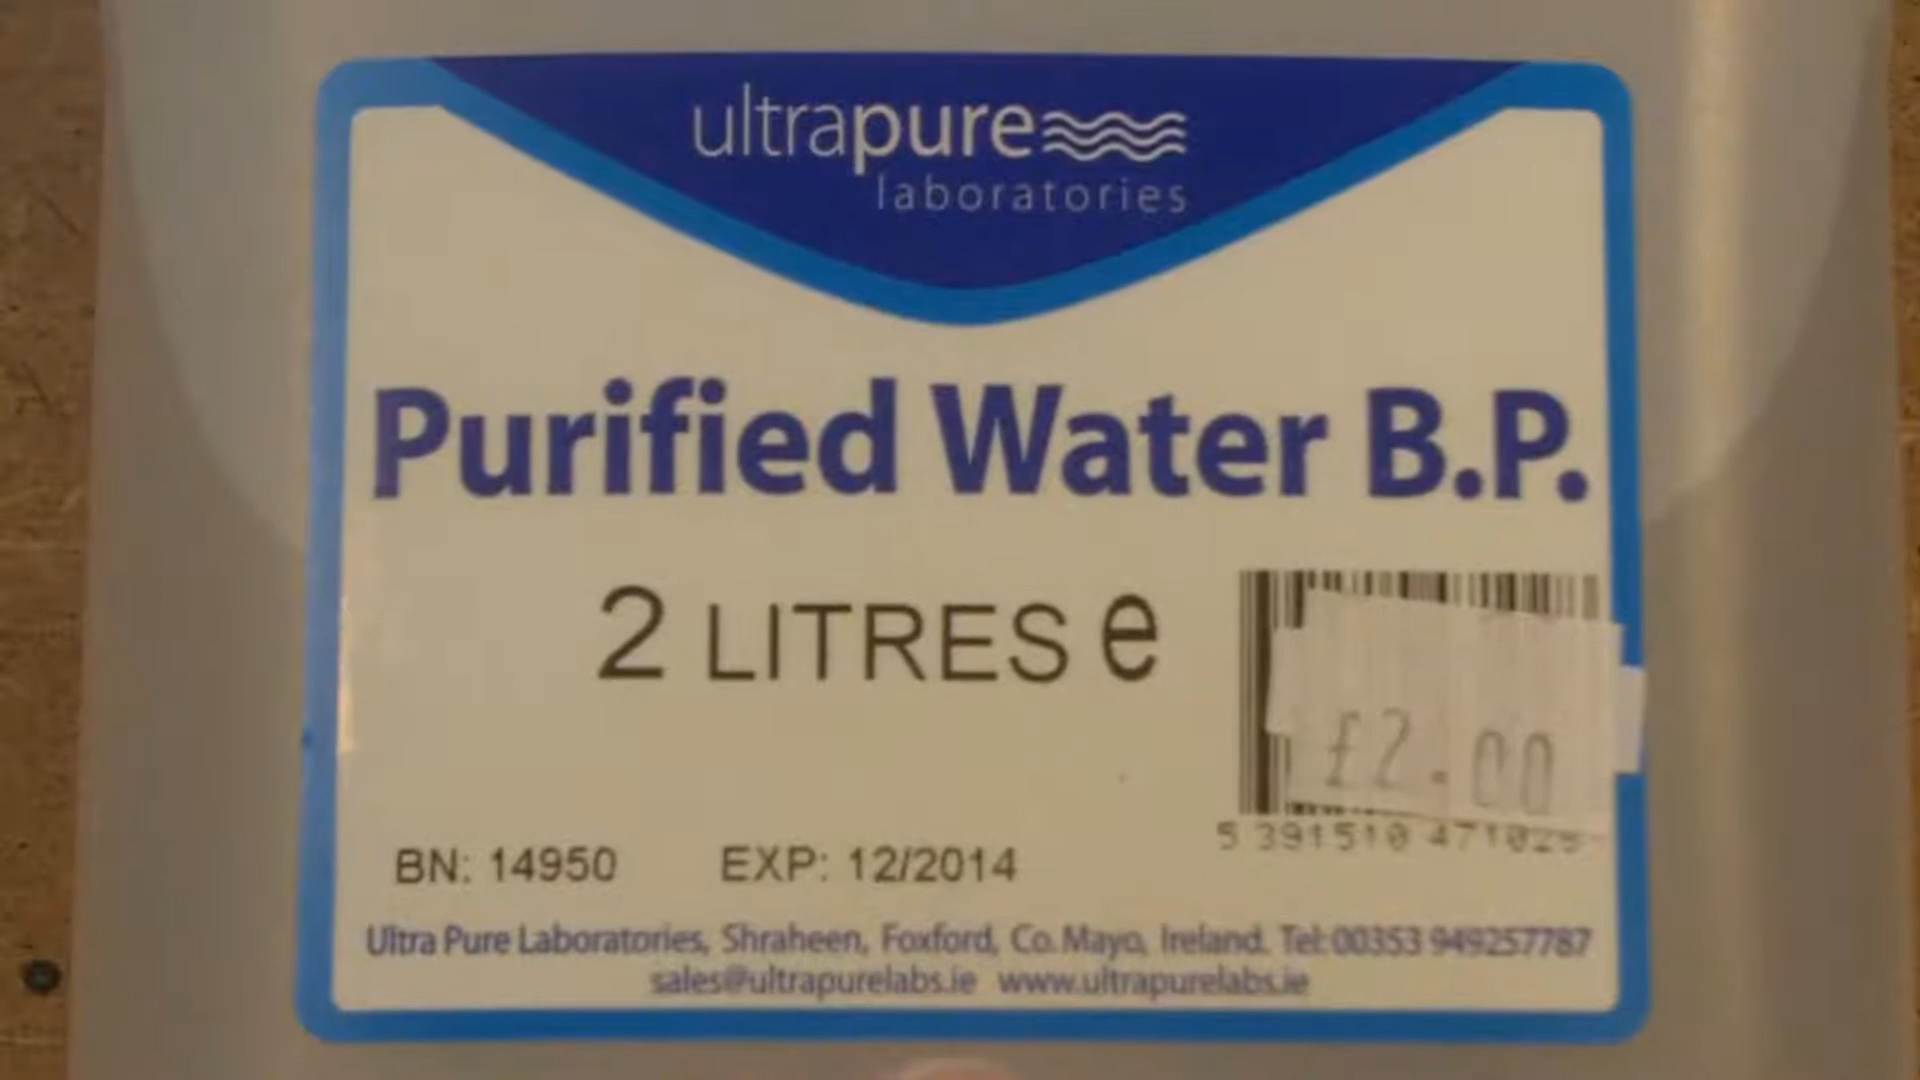 ultrapure
laboratories
Purified Water B.P.
2 LITRES e
£2.00
5 391510 471025
BN: 14950 EXP: 12/2014
Ultra Pure Laboratories, Shraheen, Foxford, Co. Mayo, Ireland. Tel: 00353 949257787
sales@ultrapurelabs.ie www.ultrapurelabs.ie